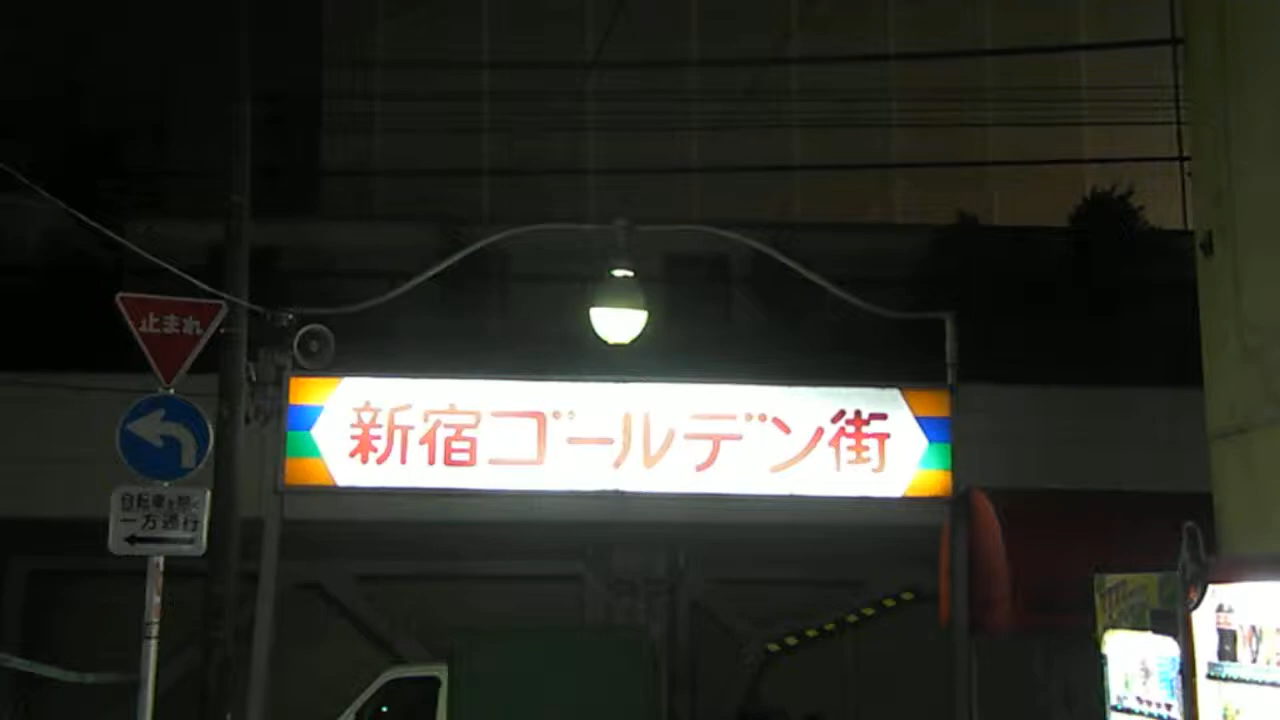 止まれ
自転車を除く
一方通行
新宿ゴールデン街